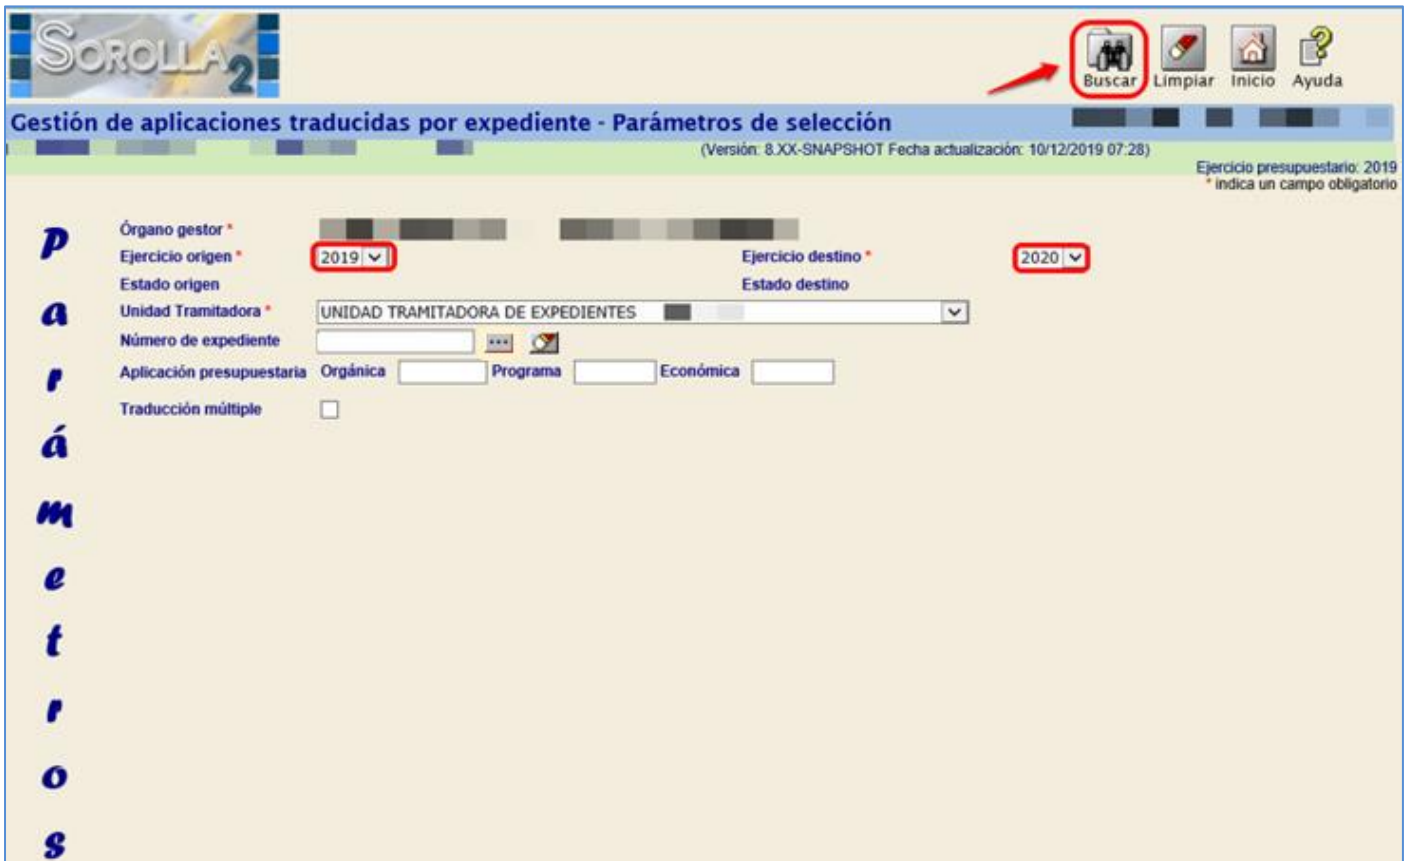 SOROLLA2
Buscar Limpiar Inicio Ayuda
Gestión de aplicaciones traducidas por expediente - Parámetros de selección
(Versión: 8.XX-SNAPSHOT Fecha actualización: 10/12/2019 07:28)
Ejercicio presupuestario: 2019
* indica un campo obligatorio
Parámetros
Órgano gestor *
Ejercicio origen * 2019 Ejercicio destino * 2020
Estado origen Estado destino
Unidad Tramitadora * UNIDAD TRAMITADORA DE EXPEDIENTES
Número de expediente ...
Aplicación presupuestaria Orgánica Programa Económica
Traducción múltiple